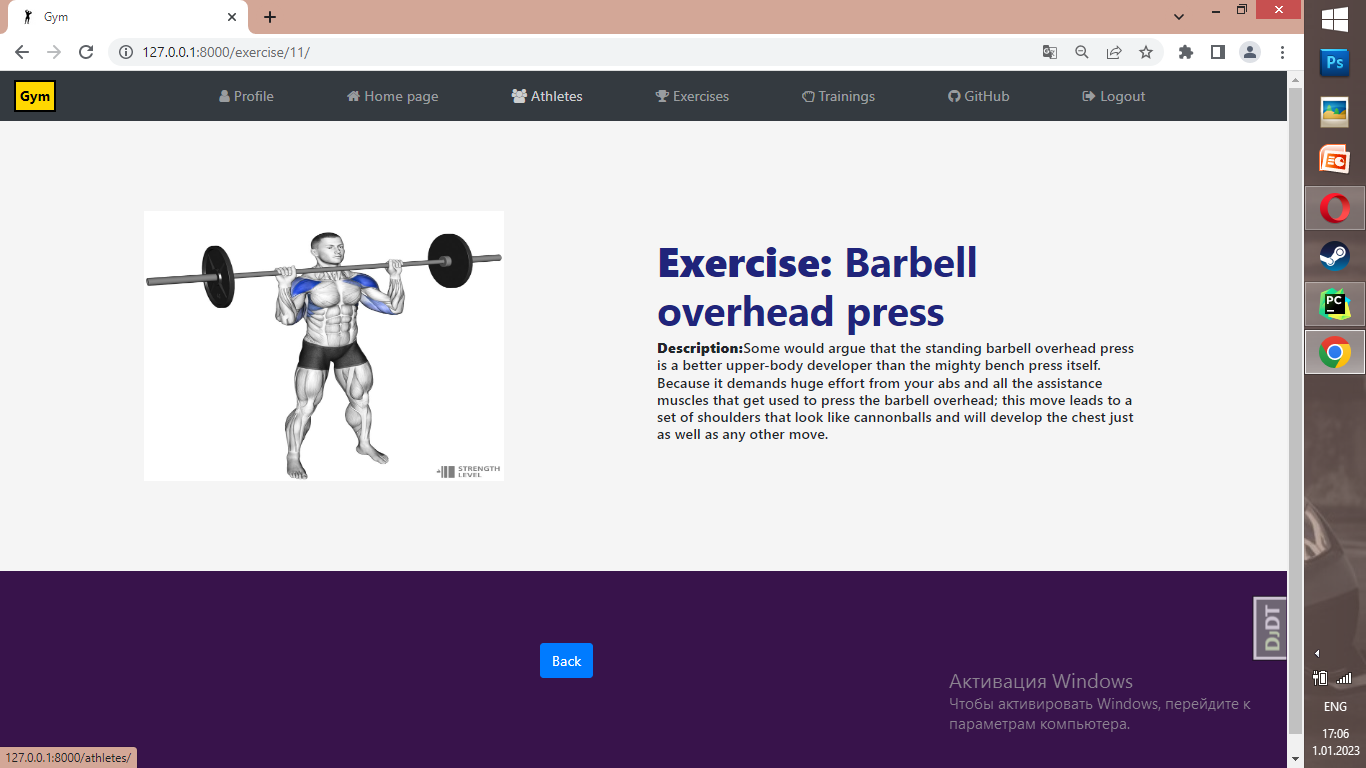 Gym
127.0.0.1:8000/exercise/11/
Gym
Profile
Home page
Athletes
Exercises
Trainings
GitHub
Logout
Exercise: Barbell
overhead press
Description:Some would argue that the standing barbell overhead press
is a better upper-body developer than the mighty bench press itself.
Because it demands huge effort from your abs and all the assistance
muscles that get used to press the barbell overhead; this move leads to a
set of shoulders that look like cannonballs and will develop the chest just
as well as any other move.
STRENGTH
LEVEL
Back
DJDT
Активация Windows
Чтобы активировать Windows, перейдите к
параметрам компьютера.
127.0.0.1:8000/athletes/
Ps
PC
ENG
17:06
1.01.2023